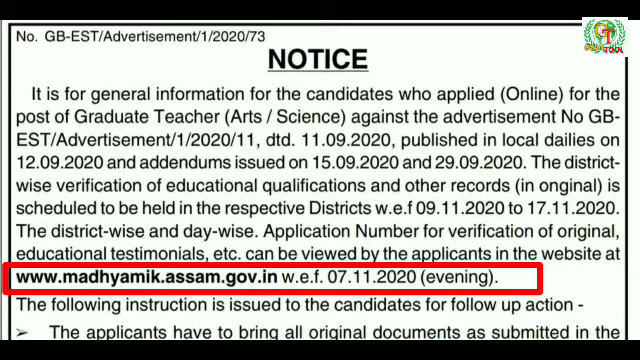 No. GB-EST/Advertisement/1/2020/73
NOTICE
It is for general information for the candidates who applied (Online) for the
post of Graduate Teacher (Arts / Science) against the advertisement No GB-
EST/Advertisement/1/2020/11, dtd. 11.09.2020, published in local dailies on
12.09.2020 and addendums issued on 15.09.2020 and 29.09.2020. The district-
wise verification of educational qualifications and other records (in onginal) is
scheduled to be held in the respective Districts w.e.f 09.11.2020 to 17.11.2020.
The district-wise and day-wise. Application Number for verification of original,
educational testimonials, etc. can be viewed by the applicants in the website at
www.madhyamik.assam.gov.in w.e.f. 07.11.2020 (evening).
The following instruction is issued to the candidates for follow up action -
➢ The applicants have to bring all original documents as submitted in the